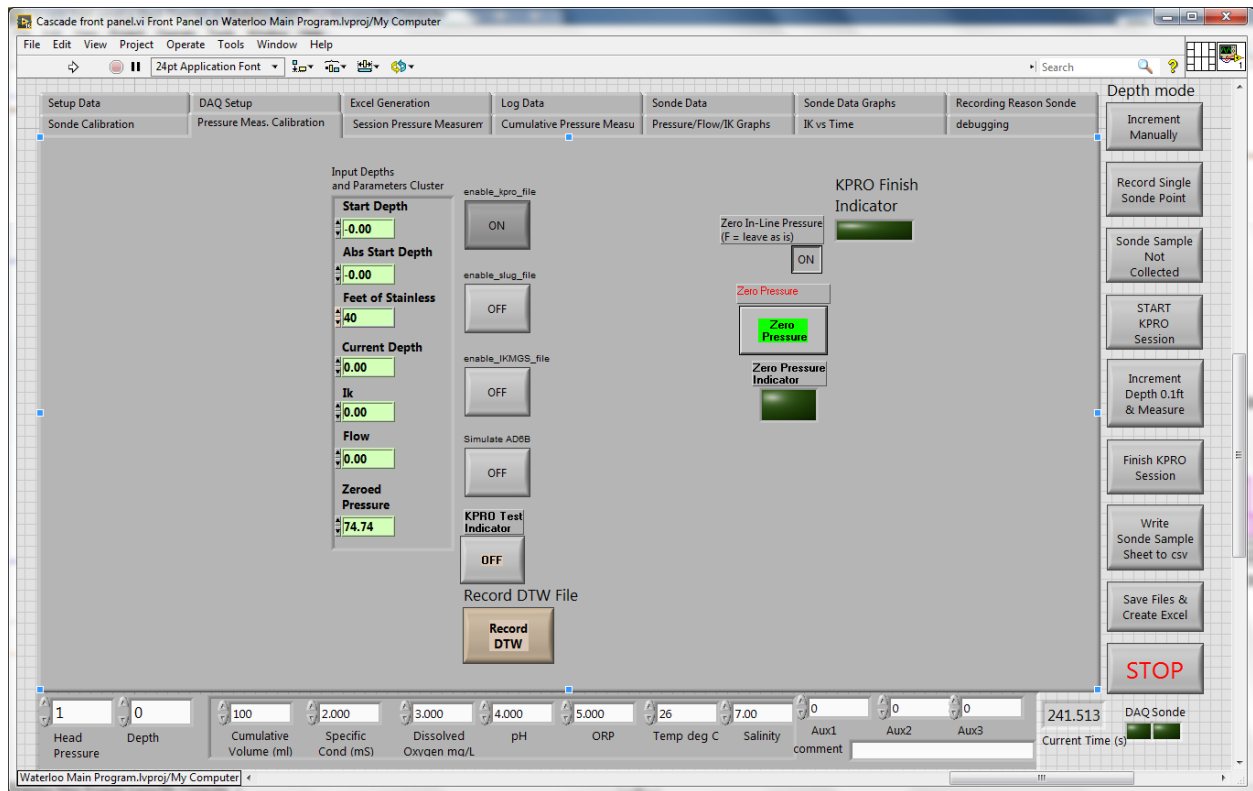 Cascade front panel.vi Front Panel on Waterloo Main Program.lvproj/My Computer
File Edit View Project Operate Tools Window Help
24pt Application Font
Search
Setup Data DAQ Setup Excel Generation Log Data Sonde Data Sonde Data Graphs Recording Reason Sonde
Sonde Calibration Pressure Meas. Calibration Session Pressure Measurem Cumulative Pressure Measu Pressure/Flow/IK Graphs IK vs Time debugging
Input Depths
and Parameters Cluster
Start Depth
-0.00
Abs Start Depth
-0.00
Feet of Stainless
40
Current Depth
0.00
Ik
0.00
Flow
0.00
Zeroed
Pressure
74.74
enable_kpro_file
ON
enable_slug_file
OFF
enable_IKMGS_file
OFF
Simulate AD6B
OFF
KPRO Test
Indicator
OFF
Record DTW File
Record
DTW
KPRO Finish
Indicator
Zero In-Line Pressure
(F = leave as is)
ON
Zero Pressure
Zero
Pressure
Zero Pressure
Indicator
Depth mode
Increment
Manually
Record Single
Sonde Point
Sonde Sample
Not
Collected
START
KPRO
Session
Increment
Depth 0.1ft
& Measure
Finish KPRO
Session
Write
Sonde Sample
Sheet to csv
Save Files &
Create Excel
STOP
1 0 100 2.000 3.000 4.000 5.000 26 7.00 0 0 0
Head
Pressure
Depth
Cumulative
Volume (ml)
Specific
Cond (mS)
Dissolved
Oxygen mg/L
pH
ORP
Temp deg C
Salinity
Aux1
Aux2
Aux3
comment
241.513
Current Time (s)
DAQ Sonde
Waterloo Main Program.lvproj/My Computer